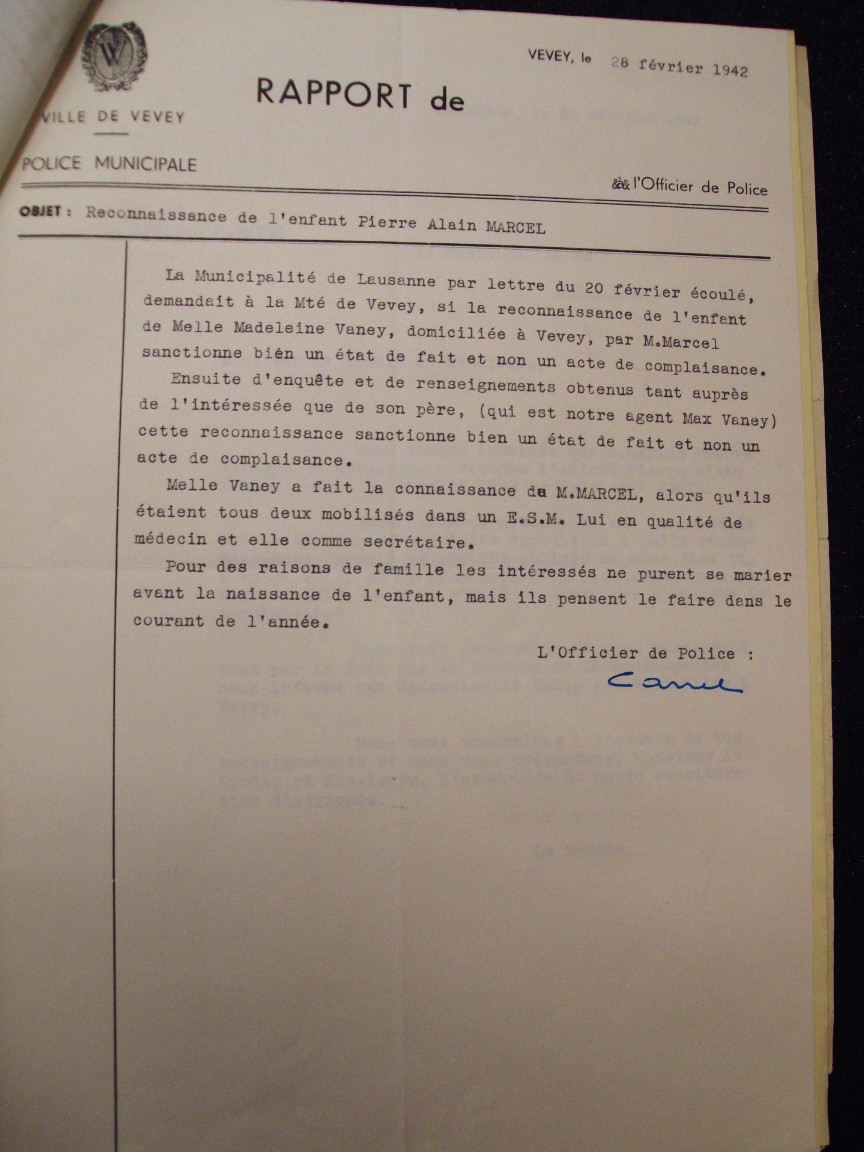 VEVEY, le 28 février 1942
RAPPORT de
VILLE DE VEVEY
POLICE MUNICIPALE
l'Officier de Police
OBJET : Reconnaissance de l'enfant Pierre Alain MARCEL
La Municipalité de Lausanne par lettre du 20 février écoulé,
demandait à la Mté de Vevey, si la reconnaissance de l'enfant
de Melle Madeleine Vaney, domiciliée à Vevey, par M.Marcel
sanctionne bien un état de fait et non un acte de complaisance.
Ensuite d'enquête et de renseignements obtenus tant auprès
de l'intéressée que de son père, (qui est notre agent Max Vaney)
cette reconnaissance sanctionne bien un état de fait et non un
acte de complaisance.
Melle Vaney a fait la connaissance de M.MARCEL, alors qu'ils
étaient tous deux mobilisés dans un E.S.M. Lui en qualité de
médecin et elle comme secrétaire.
Pour des raisons de famille les intéressés ne purent se marier
avant la naissance de l'enfant, mais ils pensent le faire dans le
courant de l'année.
L'Officier de Police :